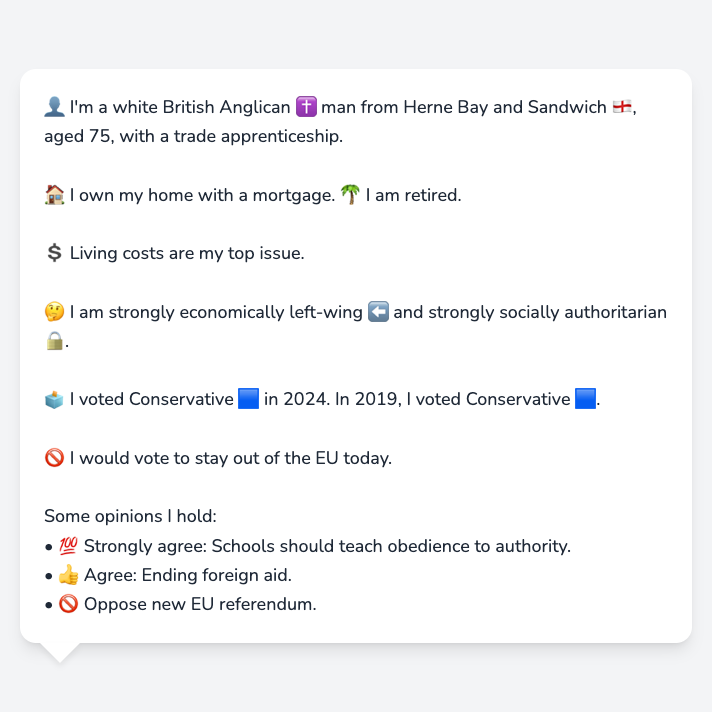 👤 I'm a white British Anglican ✝️ man from Herne Bay and Sandwich 🏴󠁧󠁢󠁥󠁮󠁧󠁿,
aged 75, with a trade apprenticeship.
🏠 I own my home with a mortgage. 🌴 I am retired.
💲 Living costs are my top issue.
🤔 I am strongly economically left-wing ⬅️ and strongly socially authoritarian
🔒.
🗳️ I voted Conservative 🟦 in 2024. In 2019, I voted Conservative 🟦.
🚫 I would vote to stay out of the EU today.
Some opinions I hold:
• 💯 Strongly agree: Schools should teach obedience to authority.
• 👍 Agree: Ending foreign aid.
• 🚫 Oppose new EU referendum.